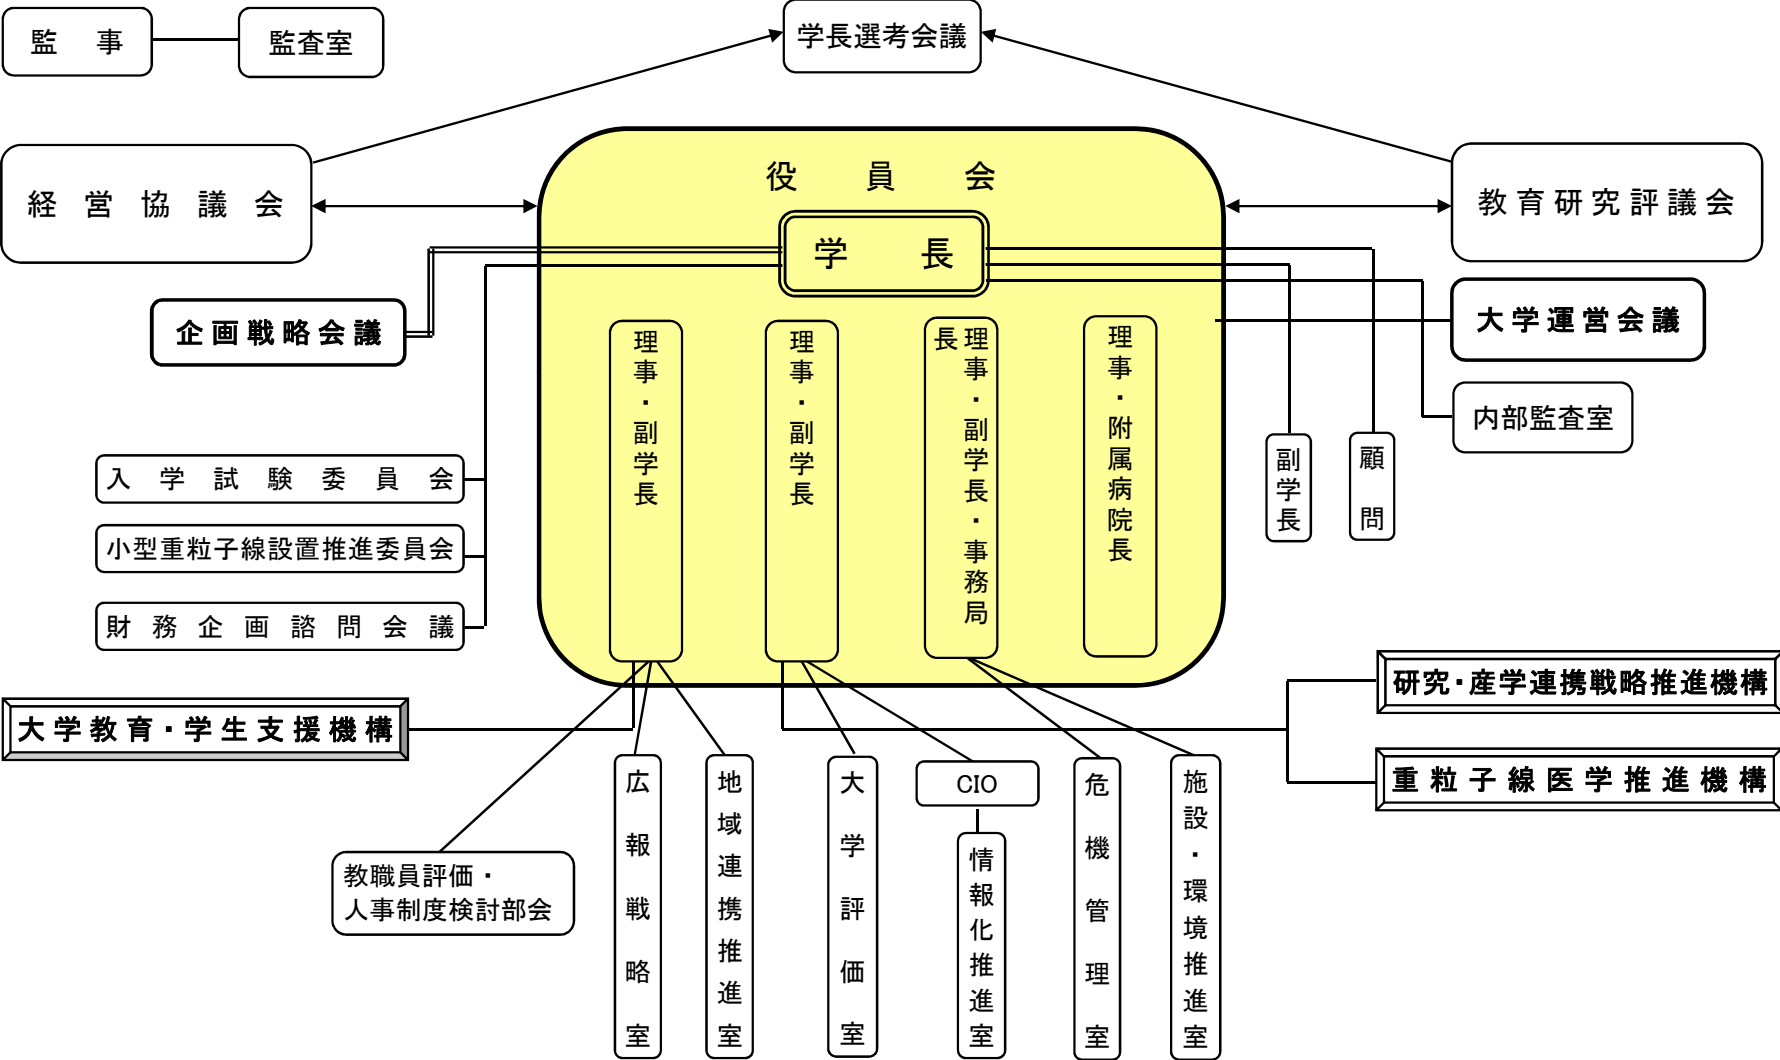 監事
監査室
学長選考会議
経営協議会
役員会
教育研究評議会
学長
企画戦略会議
大学運営会議
内部監査室
理事・副学長
理事・副学長
理事・副学長・事務局
長
理事・附属病院長
副学長
顧問
入学試験委員会
小型重粒子線設置推進委員会
財務企画諮問会議
大学教育・学生支援機構
研究・産学連携戦略推進機構
重粒子線医学推進機構
教職員評価・
人事制度検討部会
広報戦略室
地域連携推進室
大学評価室
CIO
情報化推進室
危機管理室
施設・環境推進室